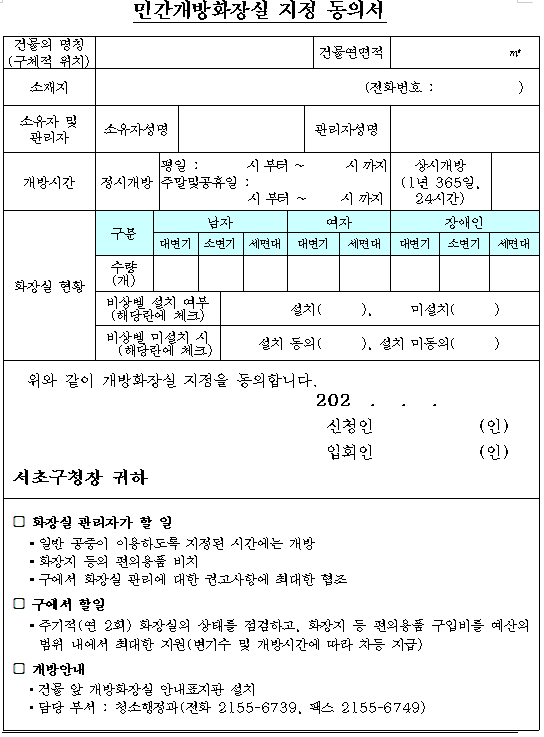 민간개방화장실 지정 동의서
건물의 명칭
(구체적 위치)
건물연면적
㎡
소재지
(전화번호 : )
소유자 및
관리자
소유자성명
관리자성명
개방시간
정시개방
평일 : 시 부터 ~ 시 까지
주말및공휴일 :
시 부터 ~ 시 까지
상시개방
(1년 365일,
24시간)
화장실 현황
구분
남자
여자
장애인
대변기 소변기 세면대 대변기 세면대 대변기 소변기 세면대
수량
(개)
비상벨 설치 여부
(해당란에 체크)
설치( ), 미설치( )
비상벨 미설치 시
(해당란에 체크)
설치 동의( ), 설치 미동의( )
위와 같이 개방화장실 지정을 동의합니다.
202 . . .
신청인 (인)
입회인 (인)
서초구청장 귀하
□ 화장실 관리자가 할 일
▪일반 공중이 이용하도록 지정된 시간에는 개방
▪화장지 등의 편의용품 비치
▪구에서 화장실 관리에 대한 권고사항에 최대한 협조
□ 구에서 할일
▪주기적(연 2회) 화장실의 상태를 점검하고, 화장지 등 편의용품 구입비를 예산의
범위 내에서 최대한 지원(변기수 및 개방시간에 따라 차등 지급)
□ 개방안내
▪건물 앞 개방화장실 안내표지판 설치
▪담당 부서 : 청소행정과(전화 2155-6739, 팩스 2155-6749)